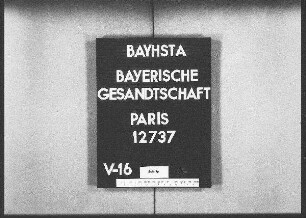 BAYHSTA
BAYERISCHE
GESANDTSCHAFT
PARIS
12737
V-16